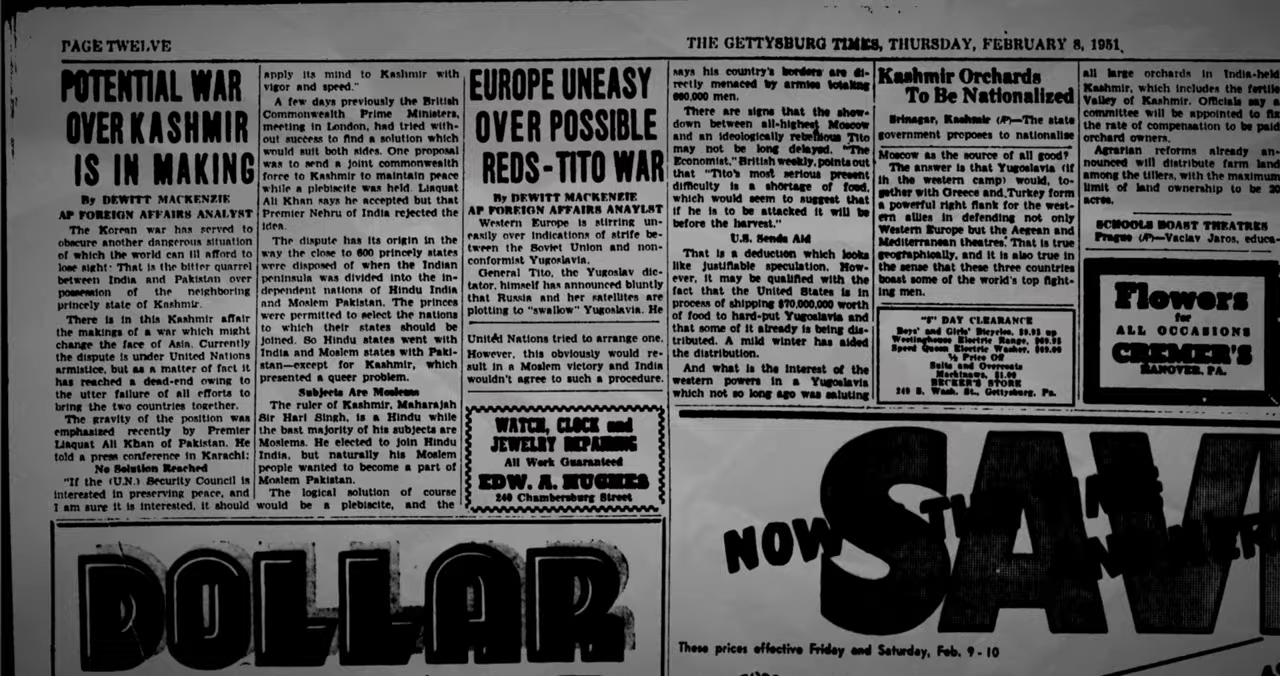 PAGE TWELVE
THE GETTYSBURG TIMES, THURSDAY, FEBRUARY 8, 1951
POTENTIAL WAR
OVER KASHMIR
IS IN MAKING
By DEWITT MACKENZIE
AP FOREIGN AFFAIRS ANALYST
The Korean war has served to
obscure another dangerous situation
of which the world can ill afford to
lose sight: That is the bitter quarrel
between India and Pakistan over
possession of the neighboring
princely state of Kashmir.
There is in this Kashmir affair
the makings of a war which might
change the face of Asia. Currently
the dispute is under United Nations
armistice, but as a matter of fact it
has reached a dead-end owing to
the utter failure of all efforts to
bring the two countries together.
The gravity of the position was
emphasized recently by Premier
Liaquat Ali Khan of Pakistan. He
told a press conference in Karachi:
No Solution Reached
"If the (U.N.) Security Council is
interested in preserving peace, and
I am sure it is interested, it should
apply its mind to Kashmir with
vigor and speed."
A few days previously the British
Commonwealth Prime Ministers,
meeting in London, had tried with-
out success to find a solution which
would suit both sides. One proposal
was to send a joint commonwealth
force to Kashmir to maintain peace
while a plebiscite was held. Liaquat
Ali Khan says he accepted but that
Premier Nehru of India rejected the
idea.
The dispute has its origin in the
way the close to 600 princely states
were disposed of when the Indian
peninsula was divided into the in-
dependent nations of Hindu India
and Moslem Pakistan. The princes
were permitted to select the nations
to which their states should be
joined. So Hindu states went with
India and Moslem states with Paki-
stan—except for Kashmir, which
presented a queer problem.
Subjects Are Moslems
The ruler of Kashmir, Maharajah
Sir Hari Singh, is a Hindu while
the bast majority of his subjects are
Moslems. He elected to join Hindu
India, but naturally his Moslem
people wanted to become a part of
Moslem Pakistan.
The logical solution of course
would be a plebiscite, and the
EUROPE UNEASY
OVER POSSIBLE
REDS-TITO WAR
By DEWITT MACKENZIE
AP FOREIGN AFFAIRS ANAYLST
Western Europe is stirring un-
easily over indications of strife be-
tween the Soviet Union and non-
conformist Yugoslavia.
General Tito, the Yugoslav dic-
tator, himself has announced bluntly
that Russia and her satellites are
plotting to "swallow" Yugoslavia. He
United Nations tried to arrange one.
However, this obviously would re-
sult in a Moslem victory and India
wouldn't agree to such a procedure.
WATCH, CLOCK and
JEWELRY REPAIRING
All Work Guaranteed
EDW. A. HUGHES
240 Chambersburg Street
says his country's borders are di-
rectly menaced by armies totaling
660,000 men.
There are signs that the show-
down between all-highest Moscow
and an ideologically rebellious Tito
may not be long delayed. "The
Economist," British weekly, points out
that "Tito's most serious present
difficulty is a shortage of food,
which would seem to suggest that
if he is to be attacked it will be
before the harvest."
U.S. Sends Aid
That is a deduction which looks
like justifiable speculation. How-
ever, it may be qualified with the
fact that the United States is in
process of shipping $70,000,000 worth
of food to hard-put Yugoslavia and
that some of it already is being dis-
tributed. A mild winter has aided
the distribution.
And what is the interest of the
western powers in a Yugoslavia
which not so long ago was saluting
Kashmir Orchards
To Be Nationalized
Srinagar, Kashmir (AP)—The state
government proposes to nationalise
Moscow as the source of all good?
The answer is that Yugoslavia (if
in the western camp) would, to-
gether with Greece and Turkey form
a powerful right flank for the west-
ern allies in defending not only
Western Europe but the Aegean and
Mediterranean theatres. That is true
geographically, and it is also true in
the sense that these three countries
boast some of the world's top fight-
ing men.
"$" DAY CLEARANCE
Boys' and Girls' Bicycles, $9.95 up
Westinghouse Electric Range,
Speed Queen Electric Washer,
½ Price Off
Suits and Overcoats
Mackinaws, $1.00
BECKER'S STORE
249 S. Wash. St., Gettysburg, Pa.
all large orchards in India-held
Kashmir, which includes the fertile
Valley of Kashmir. Officials say a
committee will be appointed to fix
the rate of compensation to be paid
orchard owners.
Agrarian reforms already an-
nounced will distribute farm land
among the tillers, with the maximum
limit of land ownership to be 20
acres.
SCHOOLS BOAST THEATRES
Prague (AP)—Vaclav Jaros, educa-
Flowers
for
ALL OCCASIONS
CREMER'S
HANOVER, PA.
DOLLAR
SAV
NOW
These prices effective Friday and Saturday, Feb. 9-10